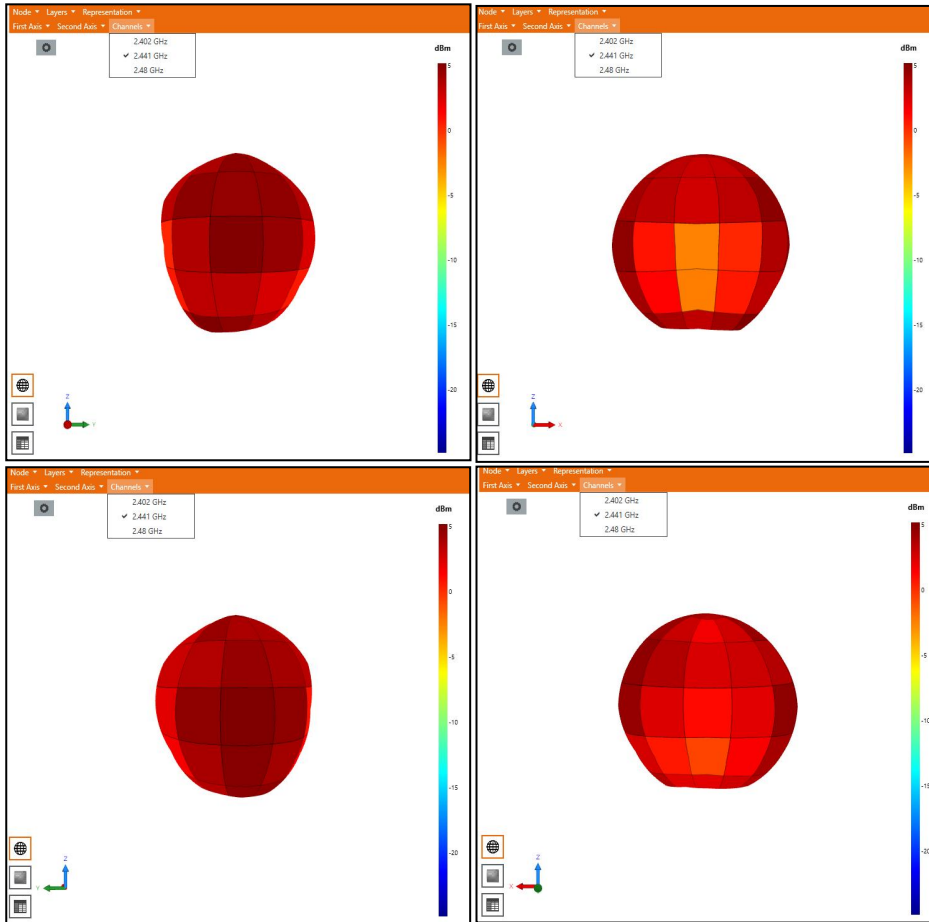 Node Layers Representation
First Axis Second Axis Channels
2.402 GHz
✓ 2.441 GHz
2.48 GHz
dBm
5
0
-5
-10
-15
-20
Z
Y
Node Layers Representation
First Axis Second Axis Channels
2.402 GHz
✓ 2.441 GHz
2.48 GHz
dBm
5
0
-5
-10
-15
-20
Z
X
Node Layers Representation
First Axis Second Axis Channels
2.402 GHz
✓ 2.441 GHz
2.48 GHz
dBm
5
0
-5
-10
-15
-20
Z
Y
Node Layers Representation
First Axis Second Axis Channels
2.402 GHz
✓ 2.441 GHz
2.48 GHz
dBm
5
0
-5
-10
-15
-20
Z
X